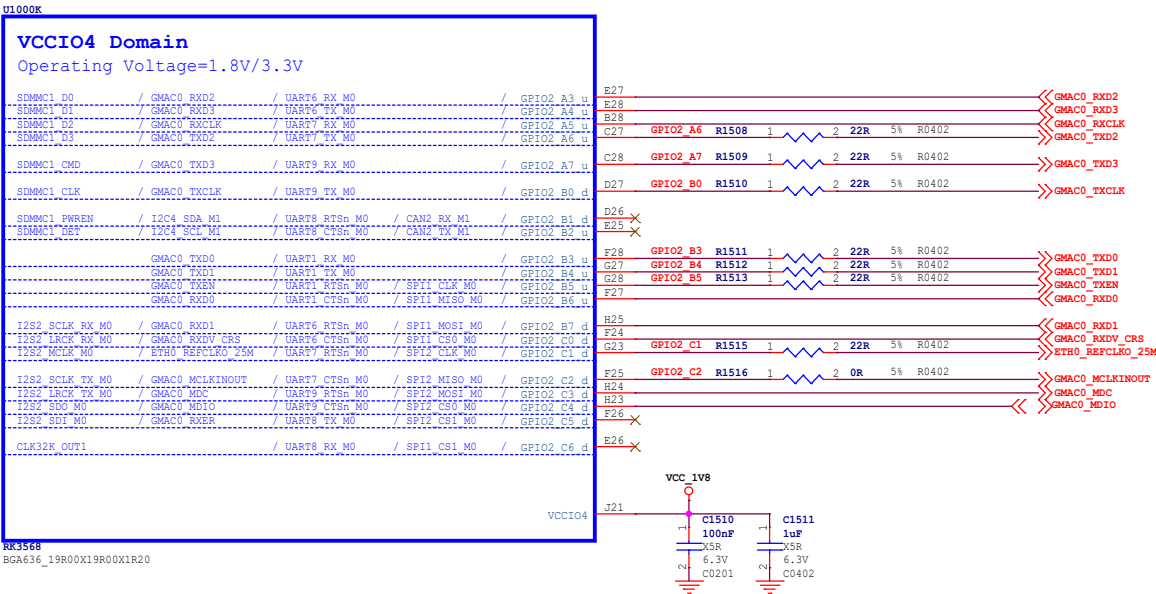 U1000K
VCCIO4 Domain
Operating Voltage=1.8V/3.3V
SDMMC1_D0 / GMAC0_RXD2 / UART6_RX_M0 / GPIO2_A3_u E27 GMAC0_RXD2
SDMMC1_D1 / GMAC0_RXD3 / UART6_TX_M0 / GPIO2_A4_u E28 GMAC0_RXD3
SDMMC1_D2 / GMAC0_RXCLK / UART7_RX_M0 / GPIO2_A5_u B28 GMAC0_RXCLK
SDMMC1_D3 / GMAC0_TXD2 / UART7_TX_M0 / GPIO2_A6_u C27 GPIO2_A6 R1508 1 2 22R 5% R0402 GMAC0_TXD2
SDMMC1_CMD / GMAC0_TXD3 / UART9_RX_M0 / GPIO2_A7_u C28 GPIO2_A7 R1509 1 2 22R 5% R0402 GMAC0_TXD3
SDMMC1_CLK / GMAC0_TXCLK / UART9_TX_M0 / GPIO2_B0_d D27 GPIO2_B0 R1510 1 2 22R 5% R0402 GMAC0_TXCLK
SDMMC1_PWREN / I2C4_SDA_M1 / UART8_RTSn_M0 / CAN2_RX_M1 / GPIO2_B1_d D26
SDMMC1_DET / I2C4_SCL_M1 / UART8_CTSn_M0 / CAN2_TX_M1 / GPIO2_B2_u E25
GMAC0_TXD0 / UART1_RX_M0 / GPIO2_B3_u F28 GPIO2_B3 R1511 1 2 22R 5% R0402 GMAC0_TXD0
GMAC0_TXD1 / UART1_TX_M0 / GPIO2_B4_u G27 GPIO2_B4 R1512 1 2 22R 5% R0402 GMAC0_TXD1
GMAC0_TXEN / UART1_RTSn_M0 / SPI1_CLK_M0 / GPIO2_B5_u G28 GPIO2_B5 R1513 1 2 22R 5% R0402 GMAC0_TXEN
GMAC0_RXD0 / UART1_CTSn_M0 / SPI1_MISO_M0 / GPIO2_B6_u F27 GMAC0_RXD0
I2S2_SCLK_RX_M0 / GMAC0_RXD1 / UART6_RTSn_M0 / SPI1_MOSI_M0 / GPIO2_B7_d H25 GMAC0_RXD1
I2S2_LRCK_RX_M0 / GMAC0_RXDV_CRS / UART6_CTSn_M0 / SPI1_CS0_M0 / GPIO2_C0_d F24 GMAC0_RXDV_CRS
I2S2_MCLK_M0 / ETH0_REFCLKO_25M / UART7_RTSn_M0 / SPI2_CLK_M0 / GPIO2_C1_d G23 GPIO2_C1 R1515 1 2 22R 5% R0402 ETH0_REFCLKO_25M
I2S2_SCLK_TX_M0 / GMAC0_MCLKINOUT / UART7_CTSn_M0 / SPI2_MISO_M0 / GPIO2_C2_d F25 GPIO2_C2 R1516 1 2 0R 5% R0402 GMAC0_MCLKINOUT
I2S2_LRCK_TX_M0 / GMAC0_MDC / UART9_RTSn_M0 / SPI2_MOSI_M0 / GPIO2_C3_d H24 GMAC0_MDC
I2S2_SDO_M0 / GMAC0_MDIO / UART9_CTSn_M0 / SPI2_CS0_M0 / GPIO2_C4_d H23 GMAC0_MDIO
I2S2_SDI_M0 / GMAC0_RXER / UART8_TX_M0 / SPI2_CS1_M0 / GPIO2_C5_d F26
CLK32K_OUT1 / UART8_RX_M0 / SPI1_CS1_M0 / GPIO2_C6_d E26
VCC_1V8
VCCIO4 J21
C1510 C1511
1 100nF 1 1uF
X5R X5R
6.3V 6.3V
2 C0201 2 C0402
RK3568
BGA636_19R00X19R00X1R20